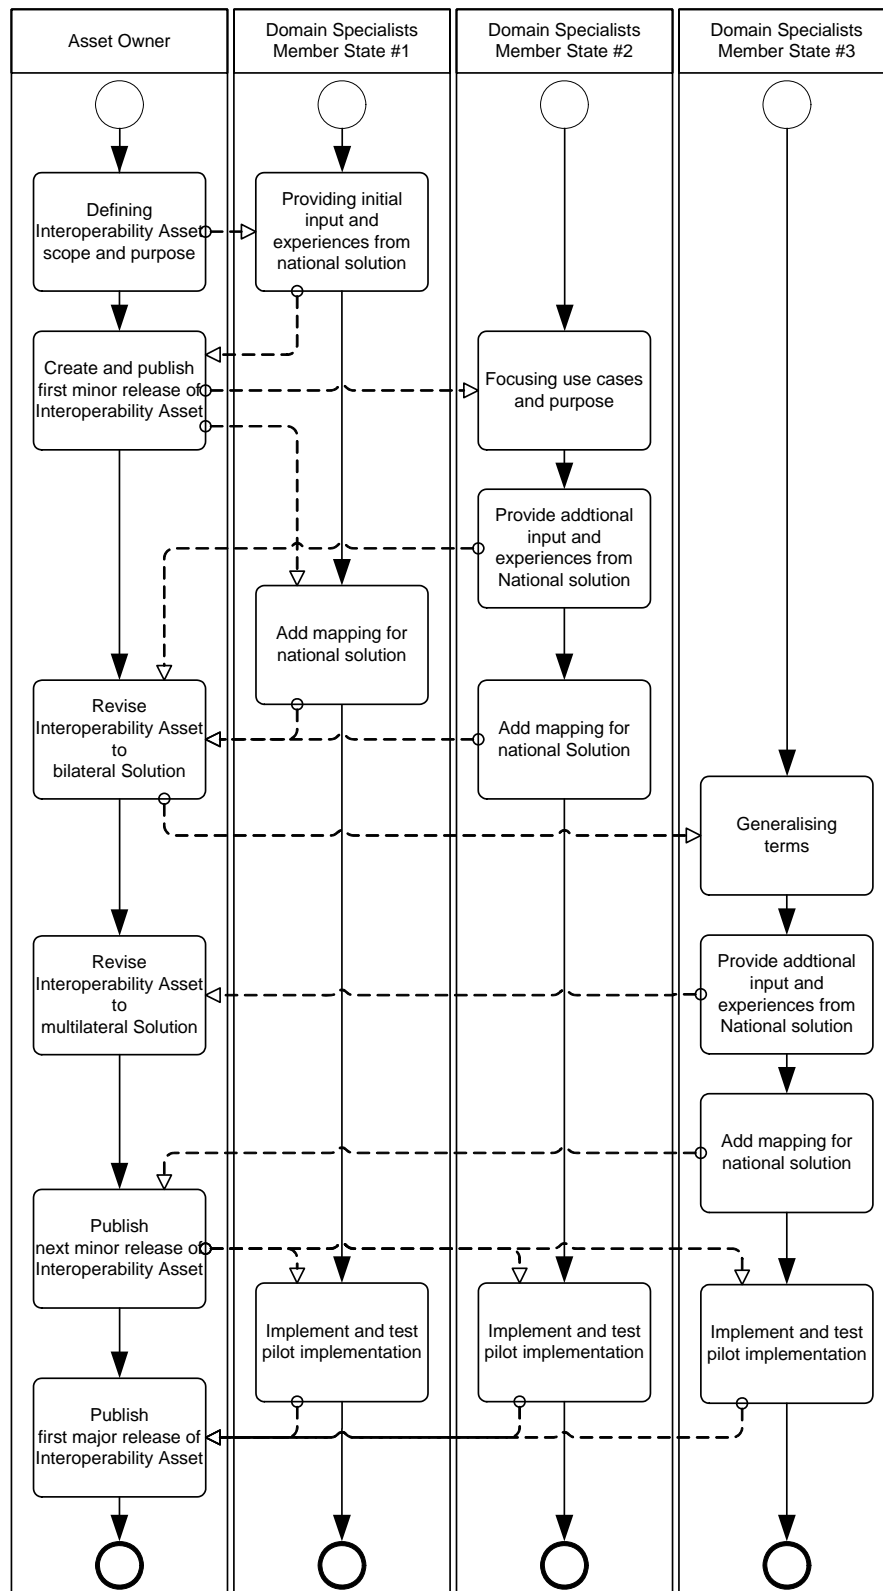 Asset Owner
Domain Specialists
Member State #1
Domain Specialists
Member State #2
Domain Specialists
Member State #3
Defining
Interoperability Asset
scope and purpose
Providing initial
input and
experiences from
national solution
Create and publish
first minor release of
Interoperability Asset
Focusing use cases
and purpose
Provide addtional
input and
experiences from
National solution
Add mapping for
national solution
Revise
Interoperability Asset
to
bilateral Solution
Add mapping for
national Solution
Generalising
terms
Revise
Interoperability Asset
to
multilateral Solution
Provide addtional
input and
experiences from
National solution
Add mapping for
national solution
Publish
next minor release of
Interoperability Asset
Implement and test
pilot implementation
Implement and test
pilot implementation
Implement and test
pilot implementation
Publish
first major release of
Interoperability Asset